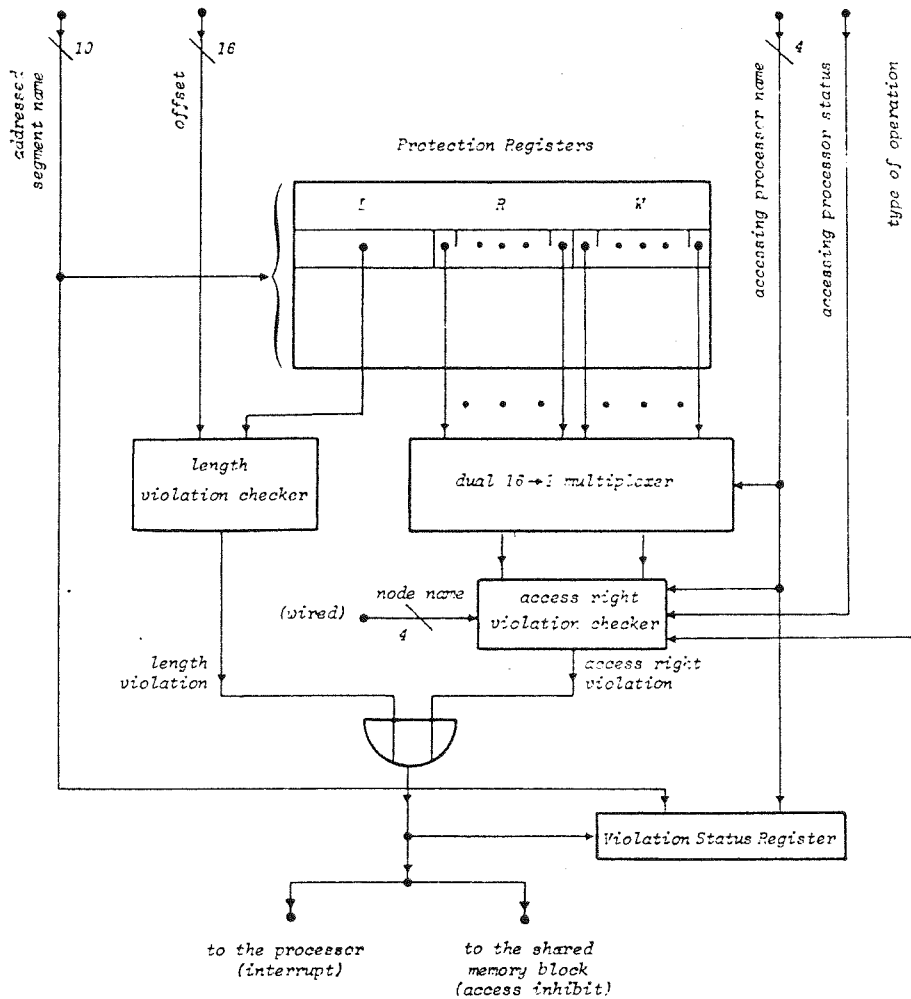 10
16
4
addressed
segment name
offset
accessing processor name
accessing processor status
type of operation
Protection Registers
L R W
length
violation checker
dual 16→1 multiplexer
node name
(wired)
4
access right
violation checker
length
violation
access right
violation
Violation Status Register
to the processor
(interrupt)
to the shared
memory block
(access inhibit)